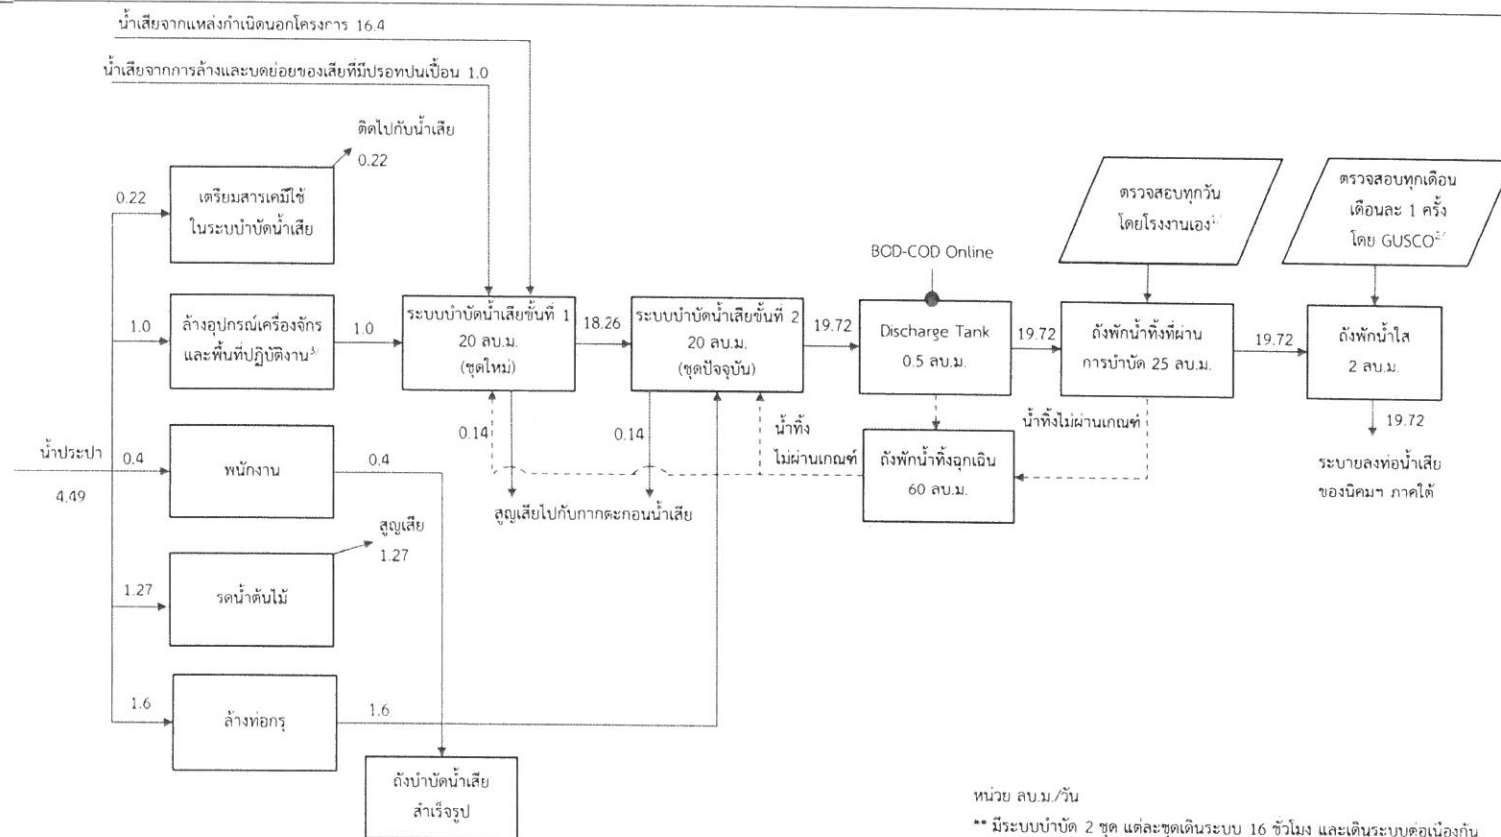 น้ำเสียจากแหล่งกำเนิดนอกโครงการ 16.4
น้ำเสียจากการล้างและบดย่อยของเสียที่มีปรอทปนเปื้อน 1.0
ติดไปกับน้ำเสีย
0.22
0.22
เตรียมสารเคมีใช้
ในระบบบำบัดน้ำเสีย
ตรวจสอบทุกวัน
โดยโรงงานเอง1/
ตรวจสอบทุกเดือน
เดือนละ 1 ครั้ง
โดย GUSCO2/
BOD-COD Online
1.0
ล้างอุปกรณ์เครื่องจักร
และพื้นที่ปฏิบัติงาน3/
1.0
ระบบบำบัดน้ำเสียขั้นที่ 1
20 ลบ.ม.
(ชุดใหม่)
18.26
ระบบบำบัดน้ำเสียขั้นที่ 2
20 ลบ.ม.
(ชุดปัจจุบัน)
19.72
Discharge Tank
0.5 ลบ.ม.
19.72
ถังพักน้ำทิ้งที่ผ่าน
การบำบัด 25 ลบ.ม.
19.72
ถังพักน้ำใส
2 ลบ.ม.
0.14
0.14
น้ำทิ้ง
ไม่ผ่านเกณฑ์
น้ำทิ้งไม่ผ่านเกณฑ์
19.72
น้ำประปา
4.49
0.4
พนักงาน
0.4
ถังพักน้ำทิ้งฉุกเฉิน
60 ลบ.ม.
ระบายลงท่อน้ำเสีย
ของนิคมฯ ภาคใต้
สูญเสียไปกับกากตะกอนน้ำเสีย
สูญเสีย
1.27
1.27
รดน้ำต้นไม้
1.6
ล้างท่อกรุ
1.6
ถังบำบัดน้ำเสีย
สำเร็จรูป
หน่วย ลบ.ม./วัน
** มีระบบบำบัด 2 ชุด แต่ละชุดเดินระบบ 16 ชั่วโมง และเดินระบบต่อเนื่องกัน